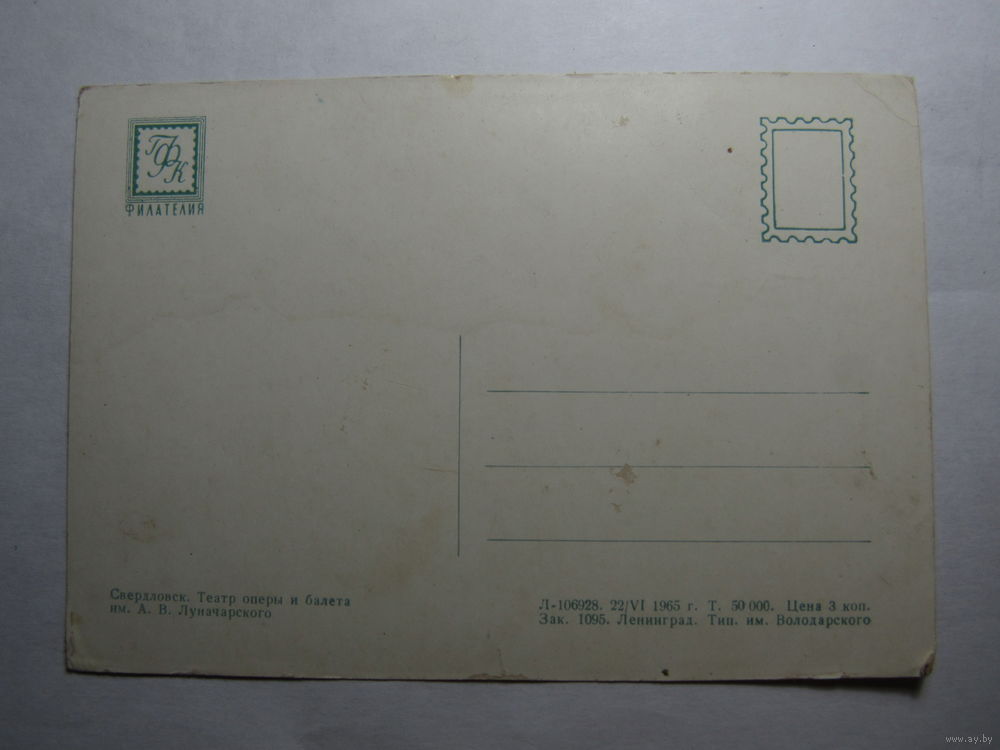 ГФК
ФИЛАТЕЛИЯ
Свердловск. Театр оперы и балета
им. А. В. Луначарского
Л-106928. 22/VI 1965 г. Т. 50 000. Цена 3 коп.
Зак. 1095. Ленинград. Тип. им. Володарского
www.ay.by